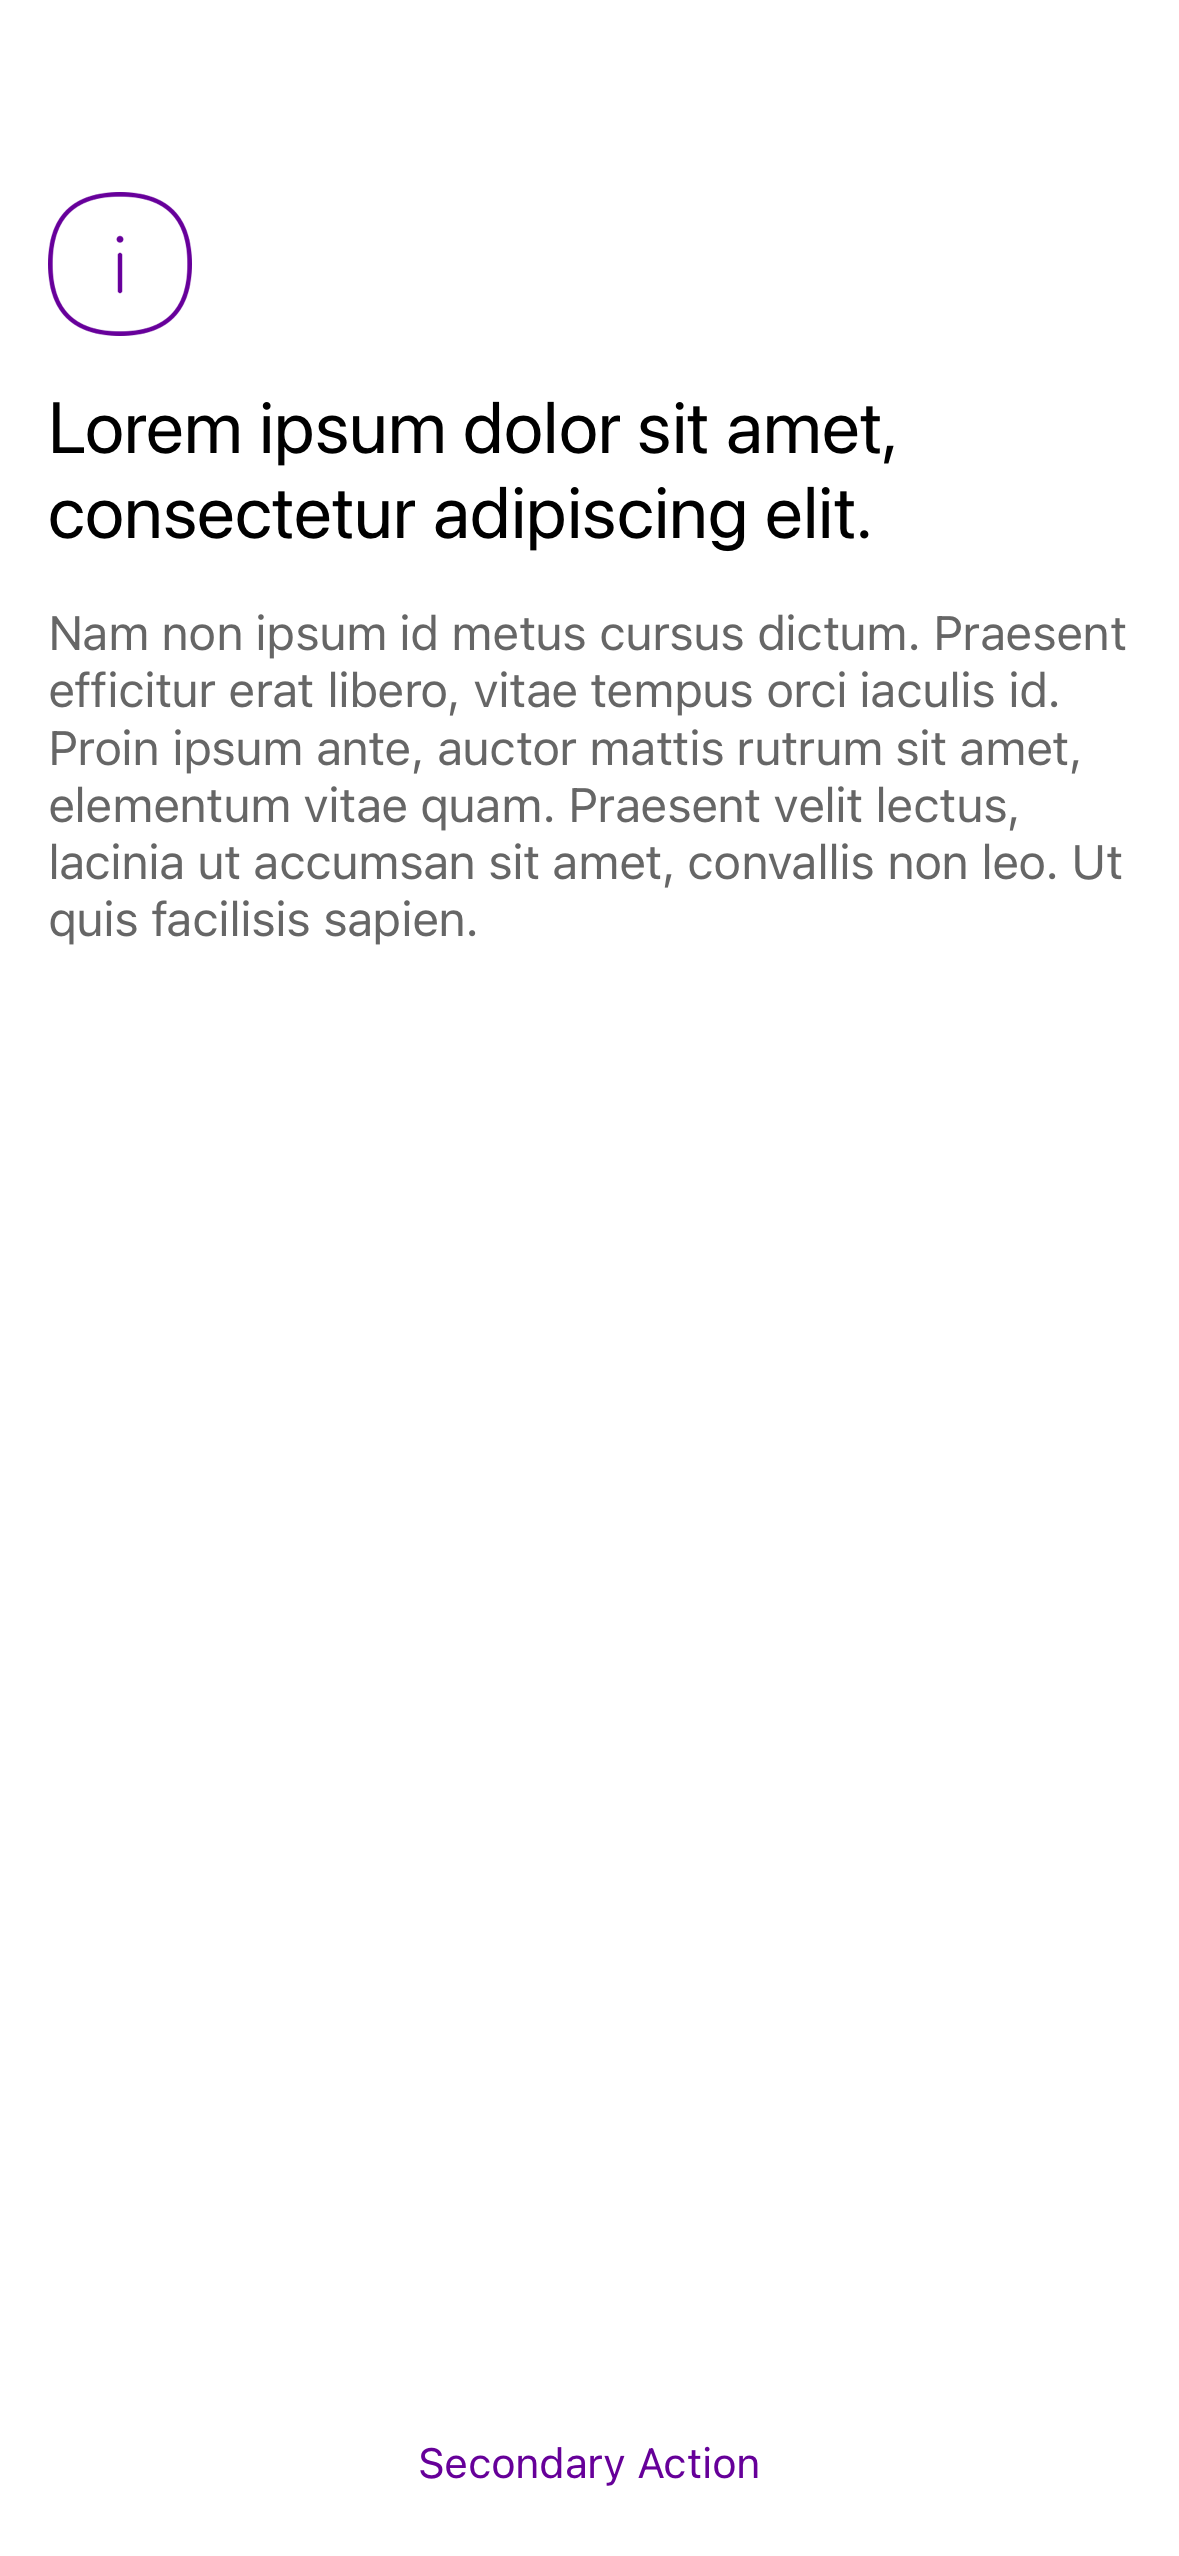 i
Lorem ipsum dolor sit amet,
consectetur adipiscing elit.
Nam non ipsum id metus cursus dictum. Praesent
efficitur erat libero, vitae tempus orci iaculis id.
Proin ipsum ante, auctor mattis rutrum sit amet,
elementum vitae quam. Praesent velit lectus,
lacinia ut accumsan sit amet, convallis non leo. Ut
quis facilisis sapien.
Secondary Action